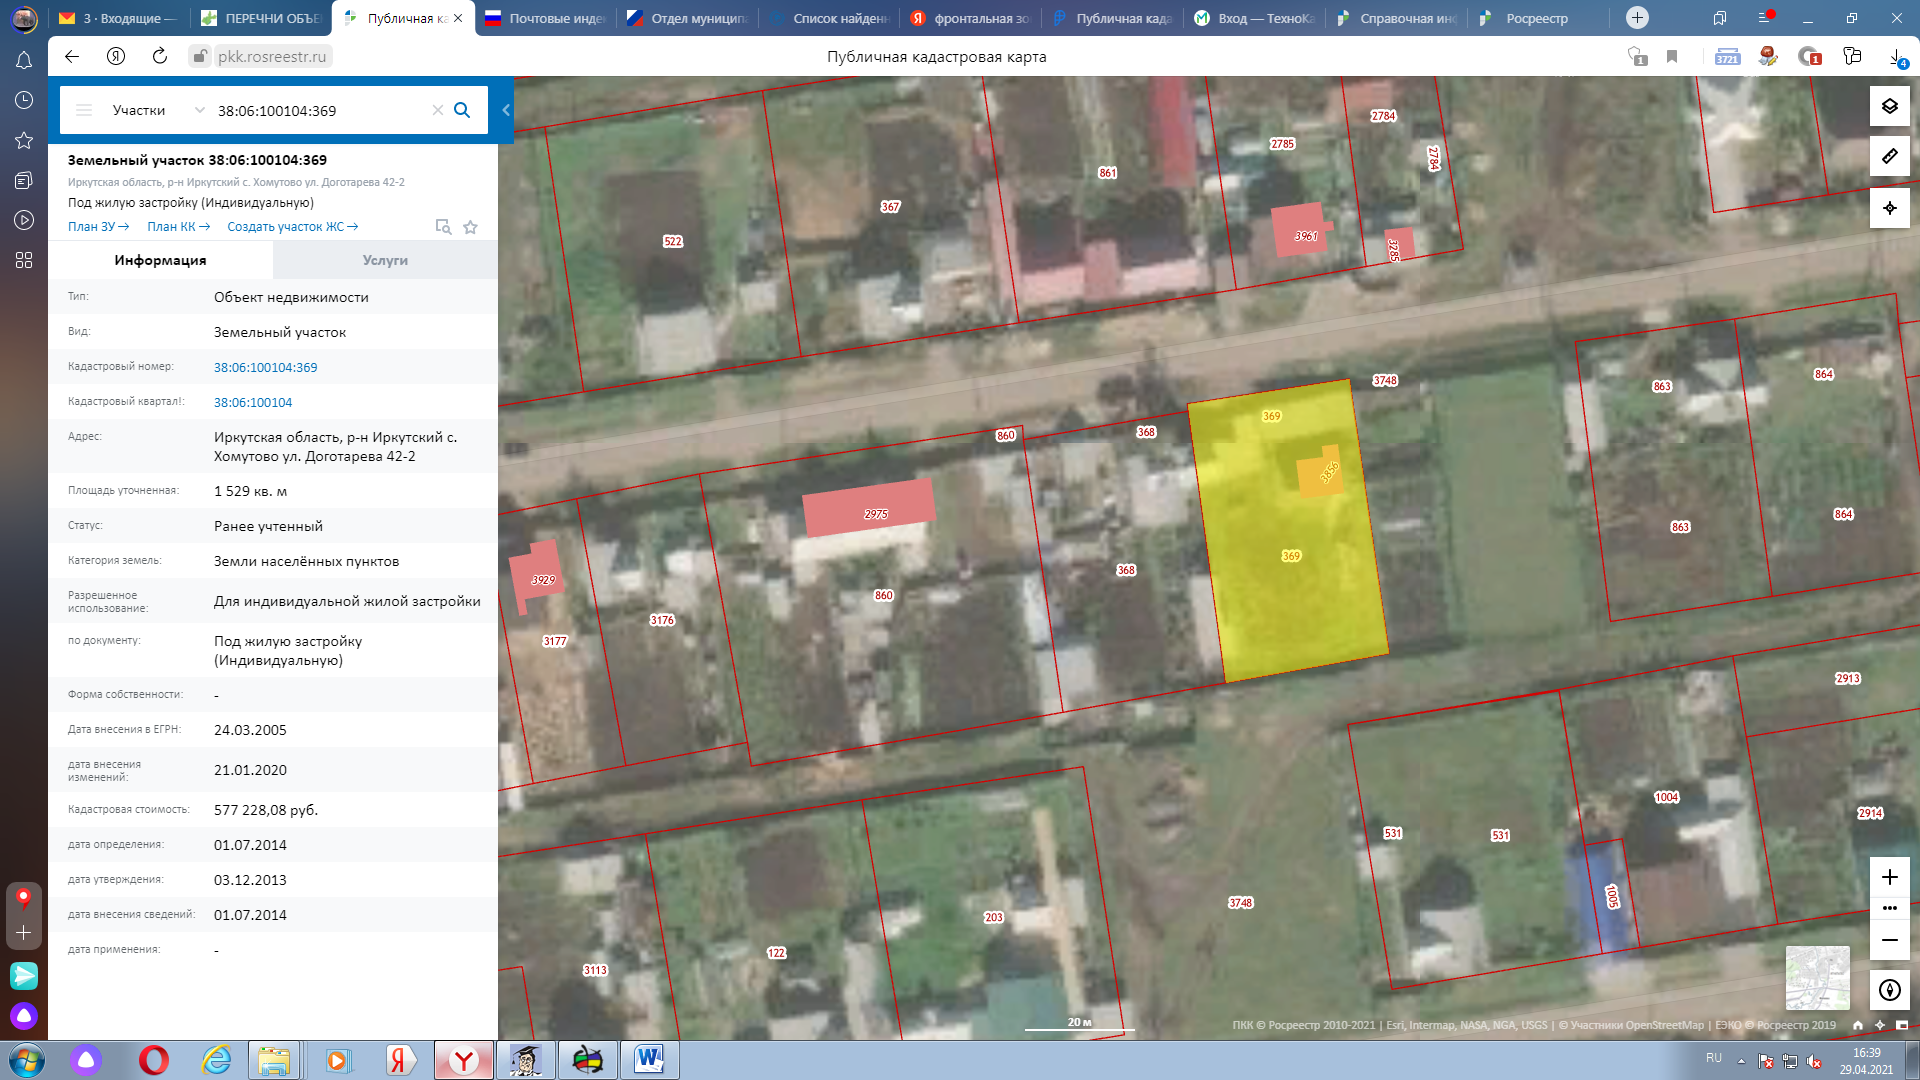 3 · Входящие —
ПЕРЕЧНИ ОБЪЕ
Публичная ка
Почтовые инде
Отдел муниципа
Список найденн
фронтальная зо
Публичная када
Вход — ТехноКа
Справочная ин
Росреестр
pkk.rosreestr.ru
Публичная кадастровая карта
1
3721
1
4
Участки
38:06:100104:369
Земельный участок 38:06:100104:369
Иркутская область, р-н Иркутский с. Хомутово ул. Доготарева 42-2
Под жилую застройку (Индивидуальную)
План ЗУ →
План КК →
Создать участок ЖС →
Информация
Услуги
Тип: Объект недвижимости
Вид: Земельный участок
Кадастровый номер: 38:06:100104:369
Кадастровый квартал!: 38:06:100104
Адрес: Иркутская область, р-н Иркутский с.
Хомутово ул. Доготарева 42-2
Площадь уточненная: 1 529 кв. м
Статус: Ранее учтенный
Категория земель: Земли населённых пунктов
Разрешенное
использование:
Для индивидуальной жилой застройки
по документу: Под жилую застройку
(Индивидуальную)
Форма собственности: -
Дата внесения в ЕГРН: 24.03.2005
дата внесения
изменений:
21.01.2020
Кадастровая стоимость: 577 228,08 руб.
дата определения: 01.07.2014
дата утверждения: 03.12.2013
дата внесения сведений: 01.07.2014
дата применения: -
2784
2785
2784
861
367
522
3961
3285
863
864
3748
369
860
368
3856
2975
863
864
369
368
3929
860
3176
3177
2913
1004
2914
531
531
1005
3748
203
122
3113
20 м
ПКК © Росреестр 2010-2021 | Esri, Intermap, NASA, NGA, USGS | © Участники OpenStreetMap | ЕЭКО © Росреестр 2019
RU
16:39
29.04.2021